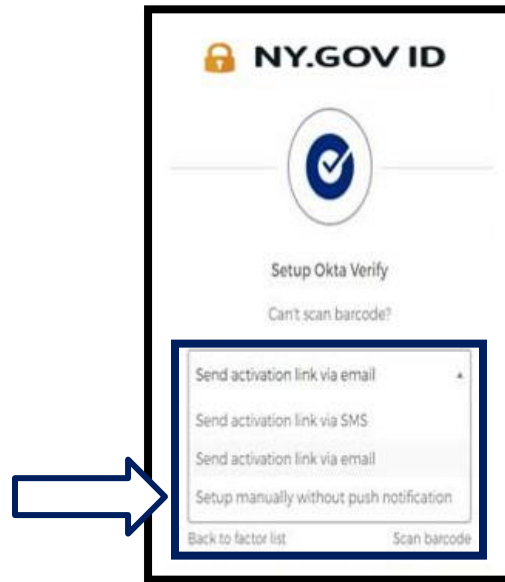 NY.GOV ID
Setup Okta Verify
Can't scan barcode?
Send activation link via email
Send activation link via SMS
Send activation link via email
Setup manually without push notification
Back to factor list Scan barcode